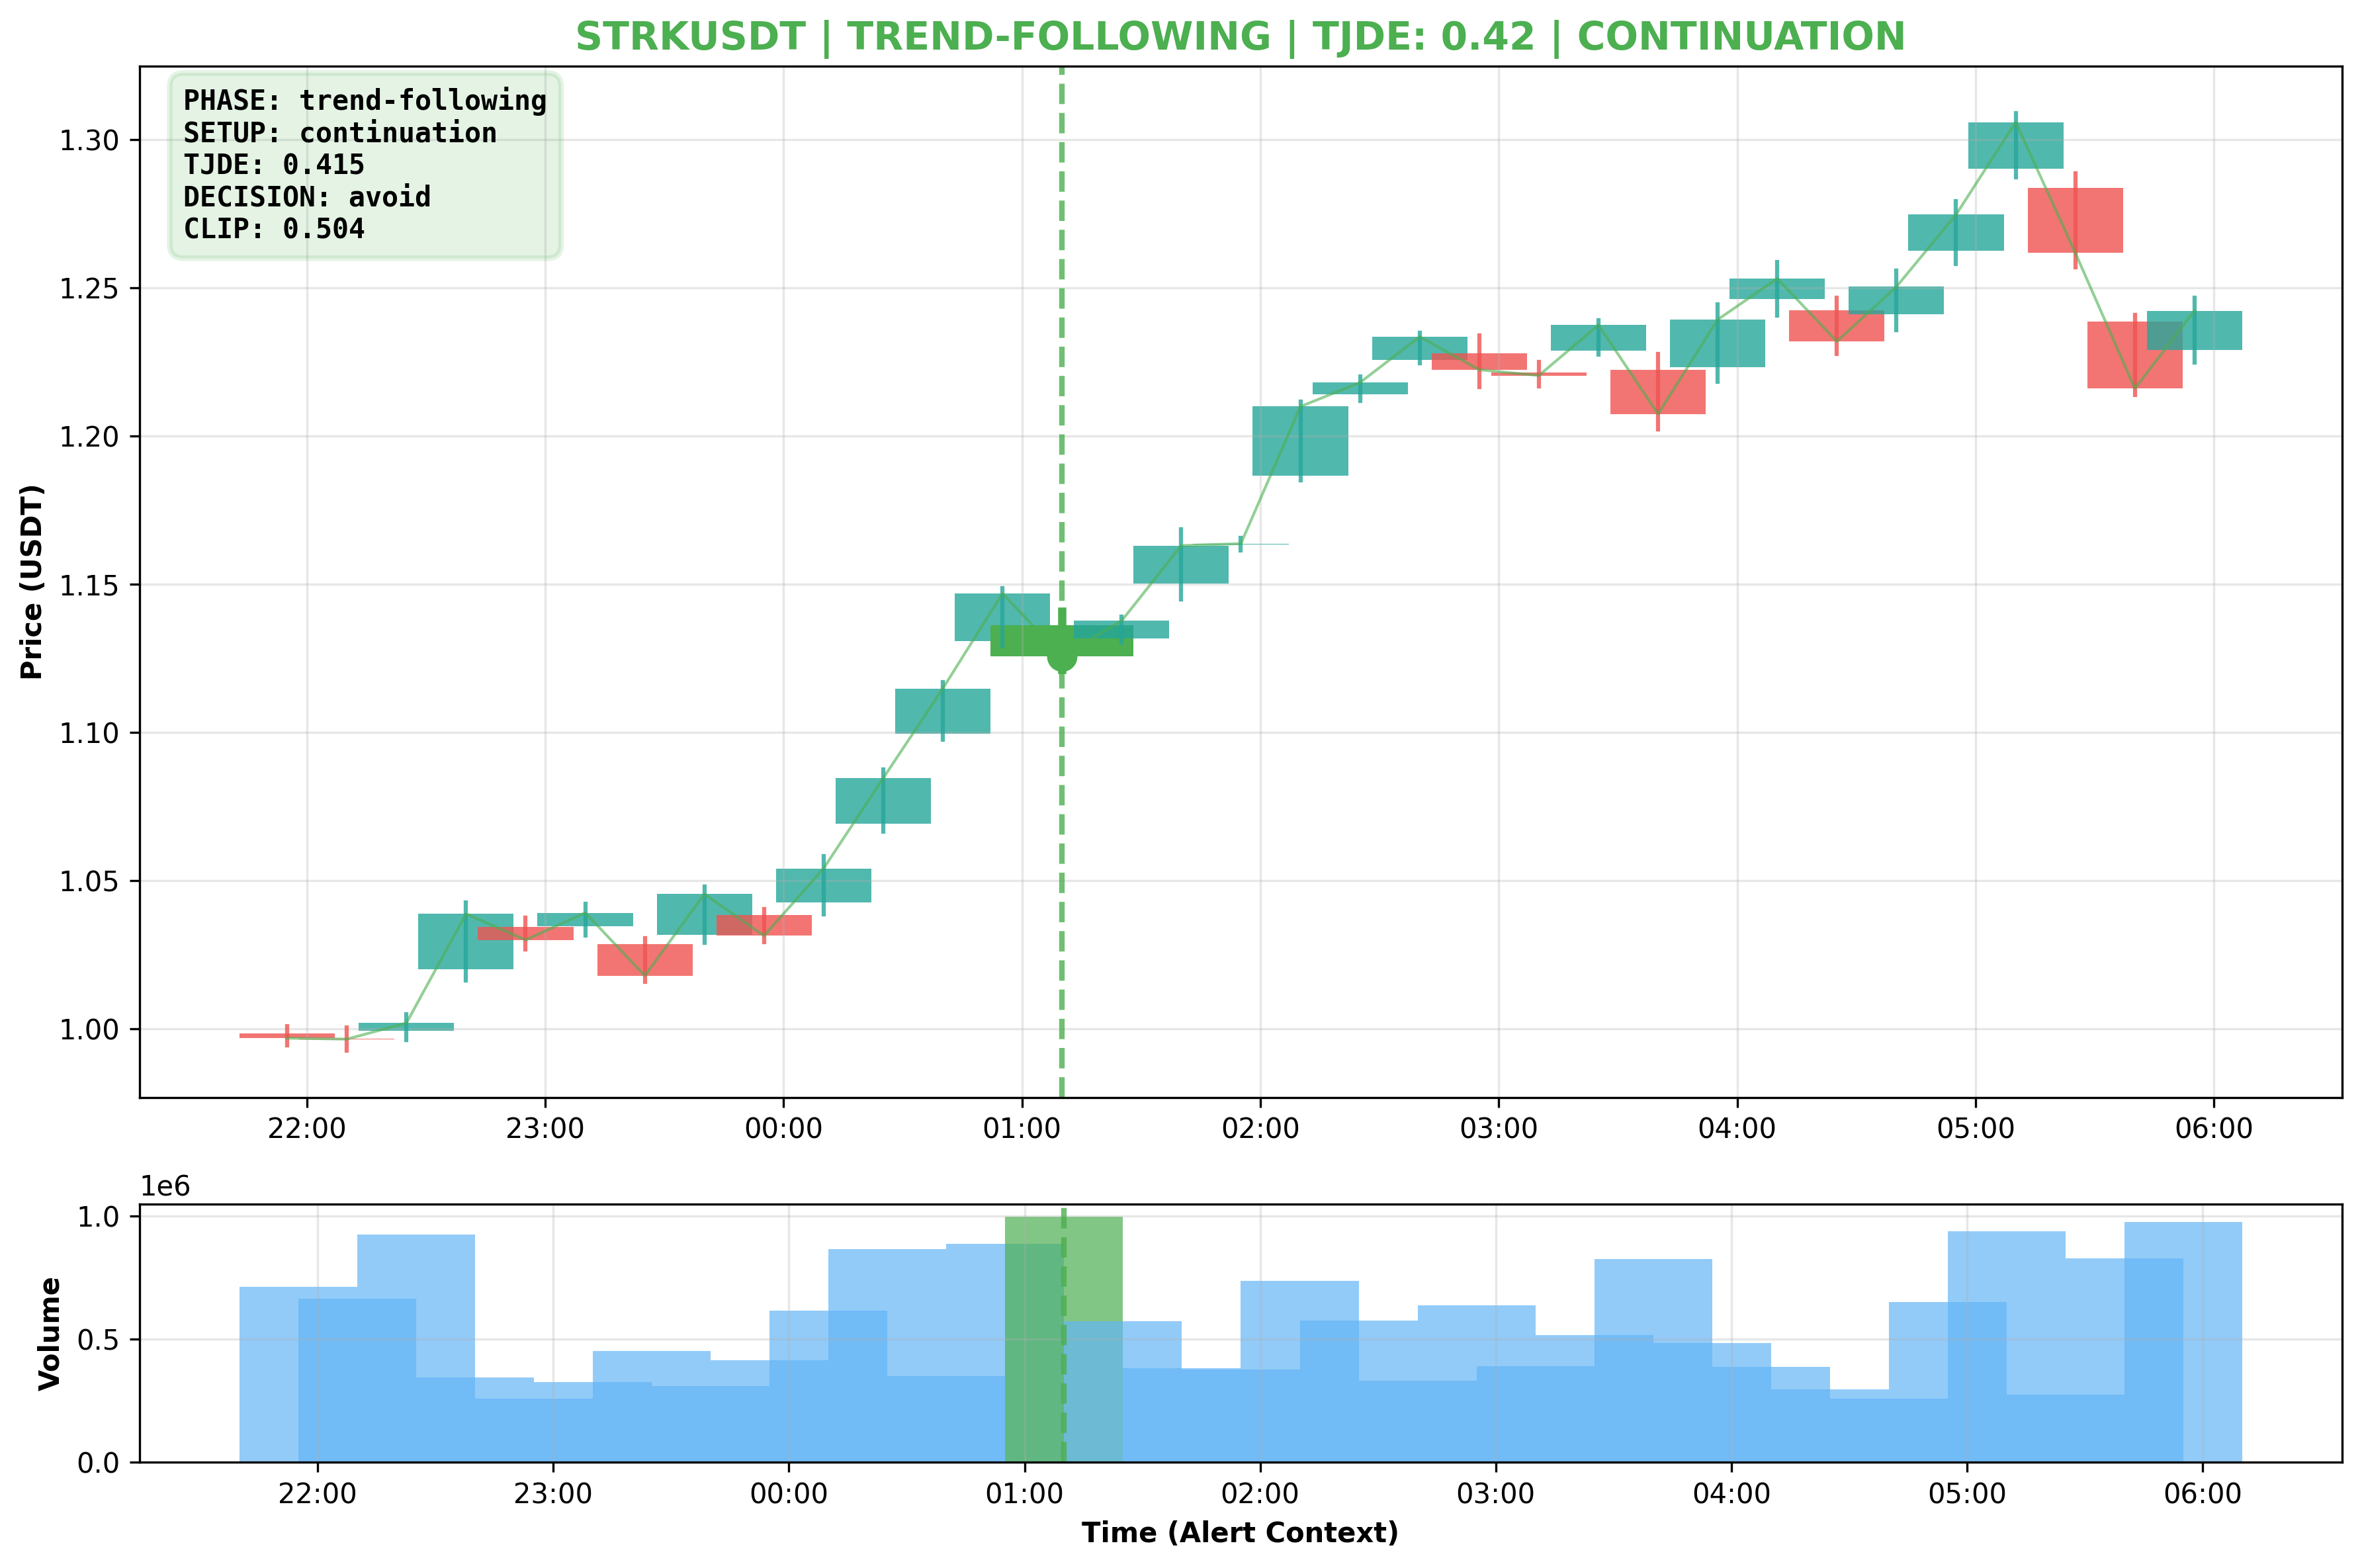 STRKUSDT | TREND-FOLLOWING | TJDE: 0.42 | CONTINUATION
PHASE: trend-following
SETUP: continuation
TJDE: 0.415
DECISION: avoid
CLIP: 0.504
Price (USDT)
1.30
1.25
1.20
1.15
1.10
1.05
1.00
22:00 23:00 00:00 01:00 02:00 03:00 04:00 05:00 06:00
1e6
Volume
1.0
0.5
0.0
22:00 23:00 00:00 01:00 02:00 03:00 04:00 05:00 06:00
Time (Alert Context)